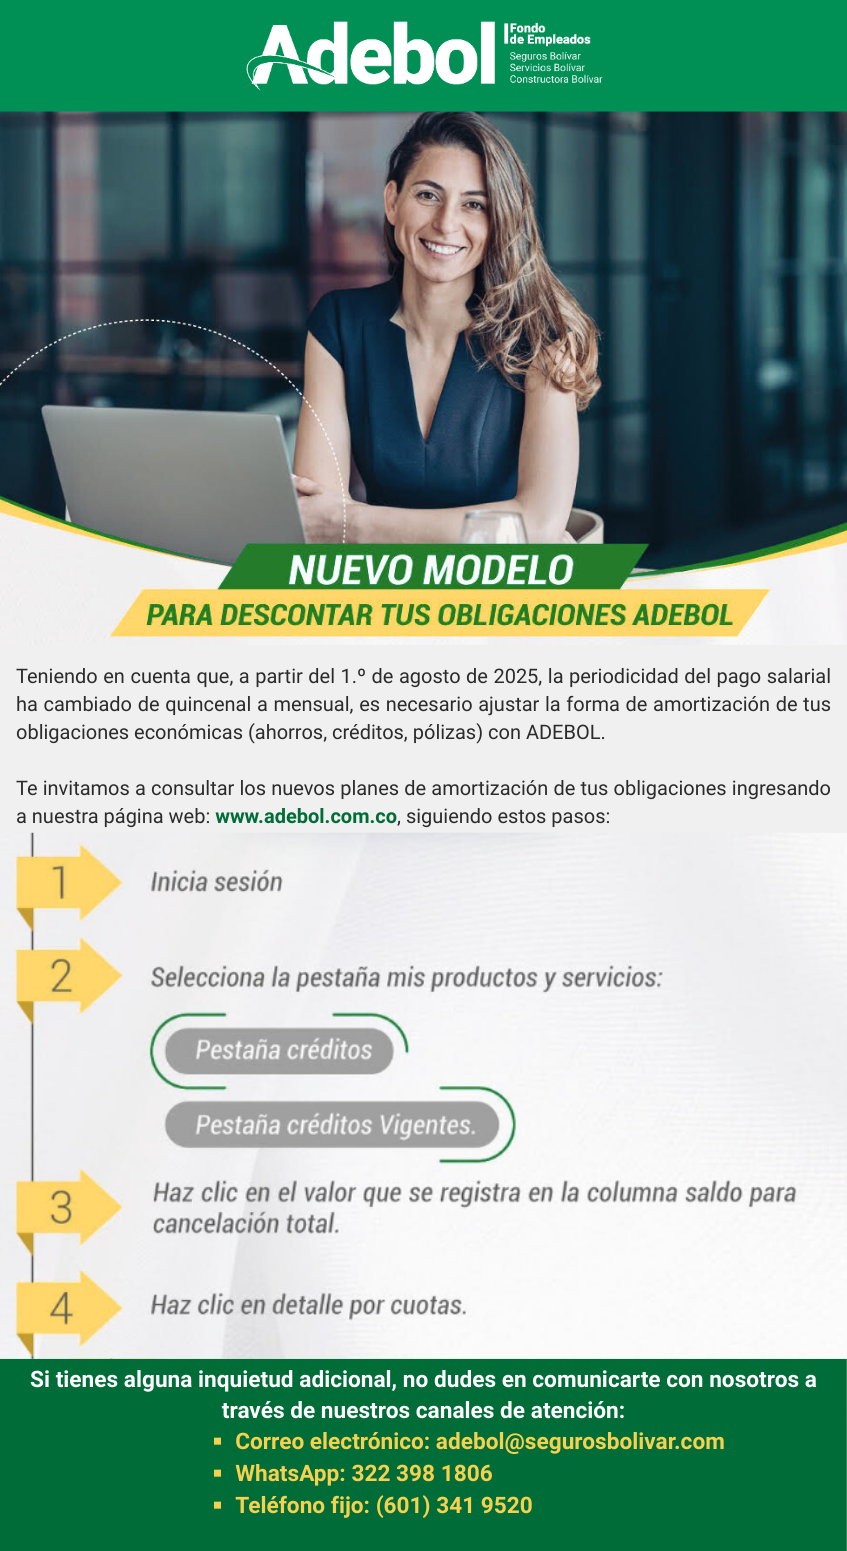 Adebol
Fondo
de Empleados
Seguros Bolívar
Servicios Bolívar
Constructora Bolívar
NUEVO MODELO
PARA DESCONTAR TUS OBLIGACIONES ADEBOL
Teniendo en cuenta que, a partir del 1.º de agosto de 2025, la periodicidad del pago salarial
ha cambiado de quincenal a mensual, es necesario ajustar la forma de amortización de tus
obligaciones económicas (ahorros, créditos, pólizas) con ADEBOL.
Te invitamos a consultar los nuevos planes de amortización de tus obligaciones ingresando
a nuestra página web: www.adebol.com.co, siguiendo estos pasos:
1 Inicia sesión
2 Selecciona la pestaña mis productos y servicios:
Pestaña créditos
Pestaña créditos Vigentes.
3 Haz clic en el valor que se registra en la columna saldo para
cancelación total.
4 Haz clic en detalle por cuotas.
Si tienes alguna inquietud adicional, no dudes en comunicarte con nosotros a
través de nuestros canales de atención:
▪ Correo electrónico: adebol@segurosbolivar.com
▪ WhatsApp: 322 398 1806
▪ Teléfono fijo: (601) 341 9520